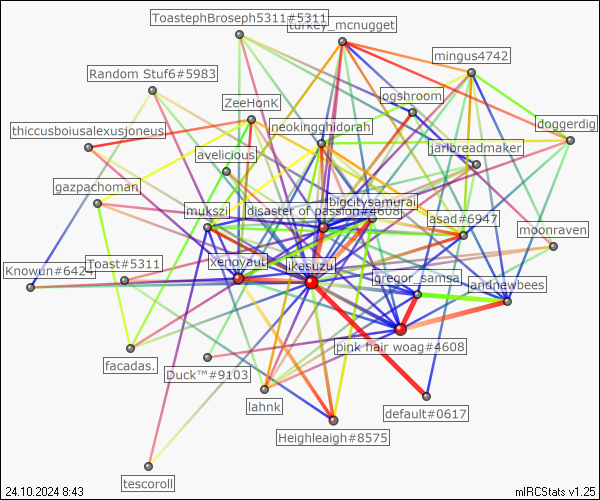 ToastephBroseph5311#5311
turkey_mcnugget
mingus4742
Random Stuf6#5983
ogshroom
ZeeHonK
doggerdig
thiccusboiusalexusjoneus
neokingghidorah
jarlbreadmaker
avelicious
gazpachoman
bigcitysamurai
mukszi
disaster of passion#4608
asad#6947
moonraven
xenoyaut
Toast#5311
ikasuzu
Knowun#6424
gregor_samsa
andnewbees
pink hair woag#4608
facadas.
Duck™#9103
lahnk
default#0617
Heighleaigh#8575
tescoroll
24.10.2024 8:43
mIRCStats v1.25